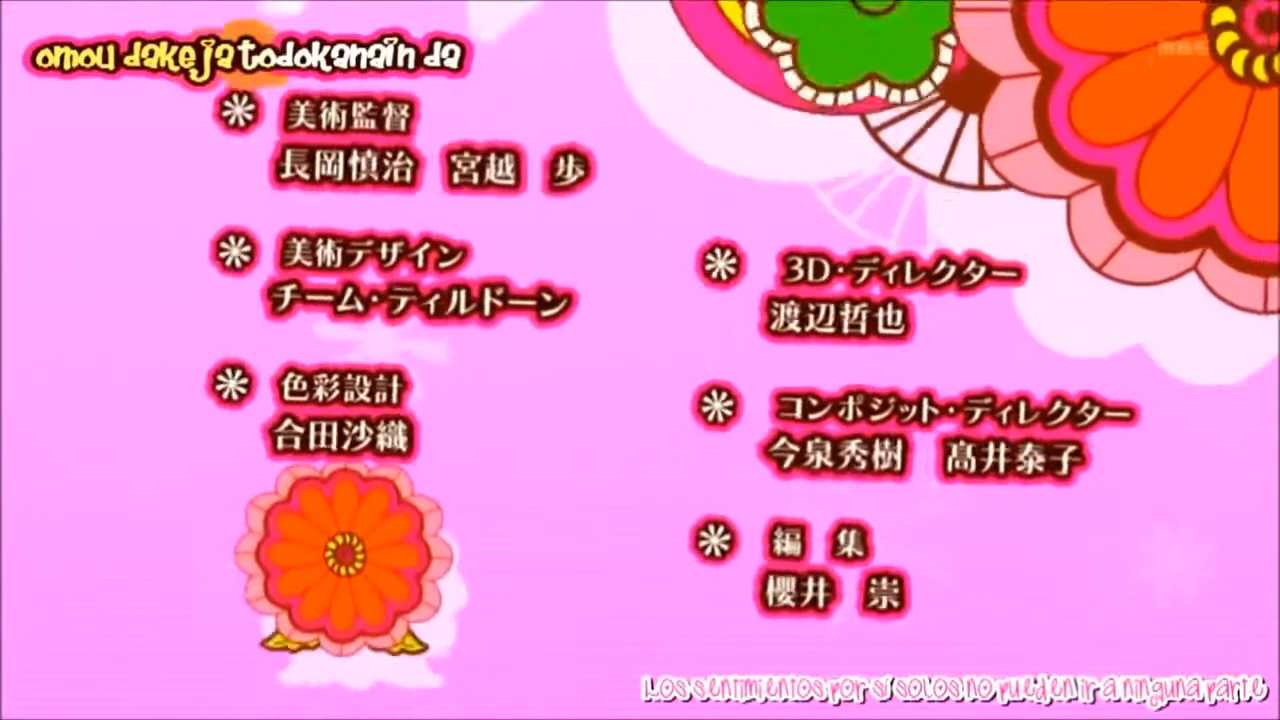 omou dake ja todokanain da
* 美術監督
長岡慎治 宮越 歩
* 美術デザイン
チーム・ティルドーン
* 色彩設計
合田沙織
* 3D・ディレクター
渡辺哲也
* コンポジット・ディレクター
今泉秀樹 髙井泰子
* 編 集
櫻井 崇
Los sentimientos por sí solos no pueden ir a ninguna parte